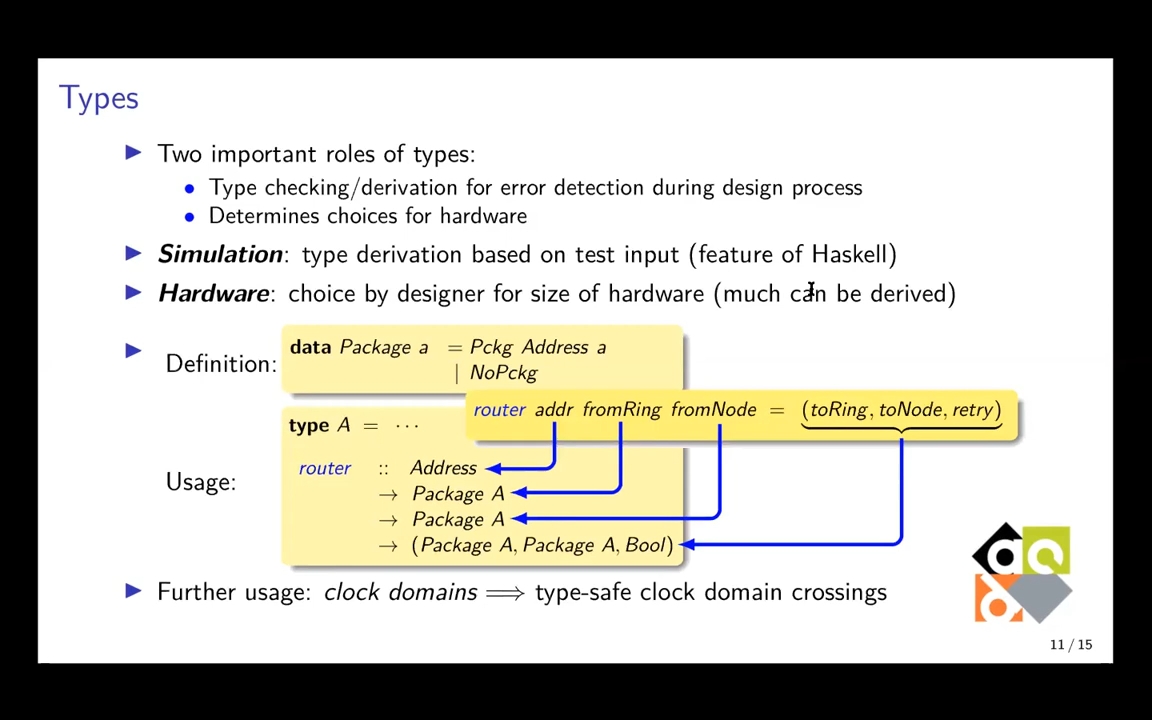 Types
▶ Two important roles of types:
• Type checking/derivation for error detection during design process
• Determines choices for hardware
▶ Simulation: type derivation based on test input (feature of Haskell)
▶ Hardware: choice by designer for size of hardware (much can be derived)
▶ Definition:
data Package a = Pckg Address a
| NoPckg
router addr fromRing fromNode = (toRing, toNode, retry)
Usage:
type A = ⋯
router :: Address
→ Package A
→ Package A
→ (Package A, Package A, Bool)
▶ Further usage: clock domains ⟹ type-safe clock domain crossings
11 / 15